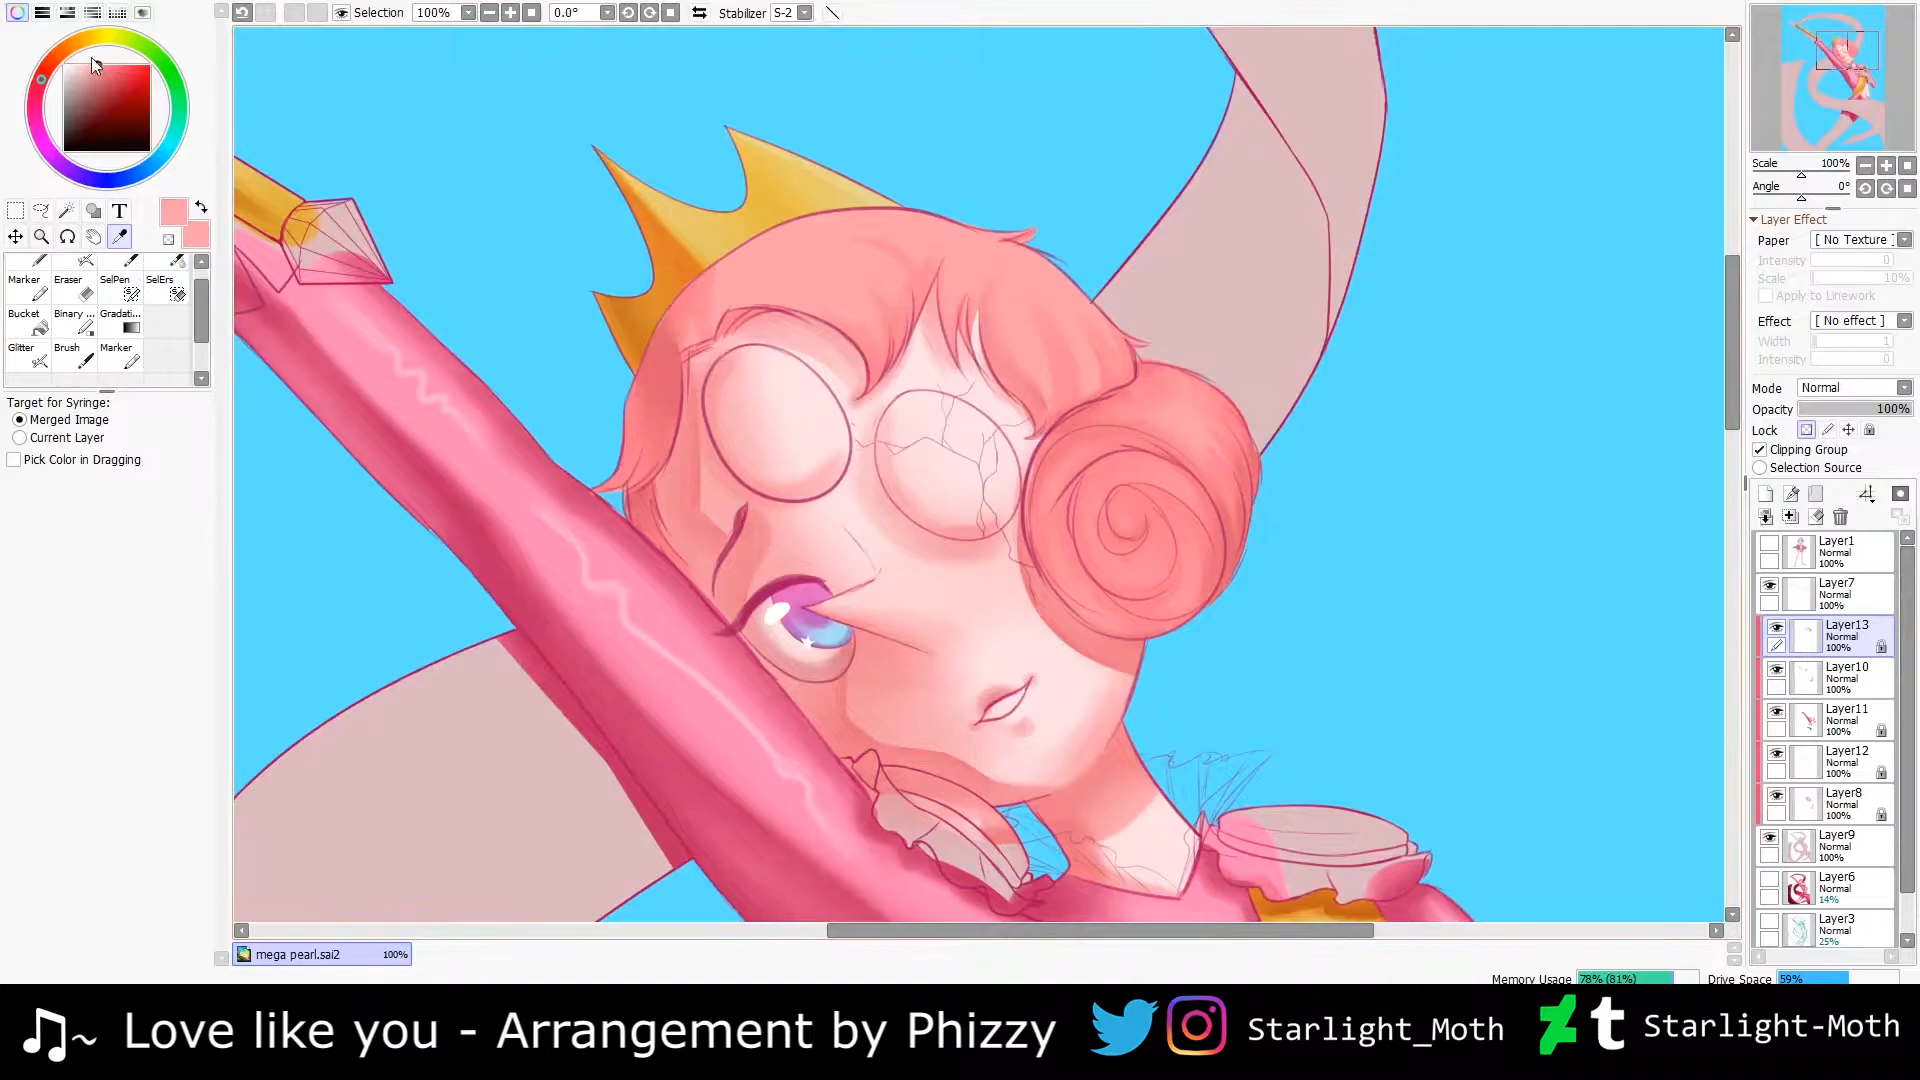 Selection 100% 0.0° Stabilizer S-2
Scale 100%
Angle 0°
Layer Effect
Paper [ No Texture ]
Intensity 0
Scale 10%
Apply to Linework
Effect [ No effect ]
Width 1
Intensity 0
Mode Normal
Opacity 100%
Lock
Clipping Group
Selection Source
T
Marker Eraser SelPen SelErs
Bucket Binary ... Gradati...
Glitter Brush Marker
Target for Syringe:
Merged Image
Current Layer
Pick Color in Dragging
Layer1
Normal
100%
Layer7
Normal
100%
Layer13
Normal
100%
Layer10
Normal
100%
Layer11
Normal
100%
Layer12
Normal
100%
Layer8
Normal
100%
Layer9
Normal
100%
Layer6
Normal
14%
Layer3
Normal
25%
mega pearl.sai2 100%
Memory Usage 78% (81%) Drive Space 59%
Love like you - Arrangement by Phizzy Starlight_Moth t Starlight-Moth